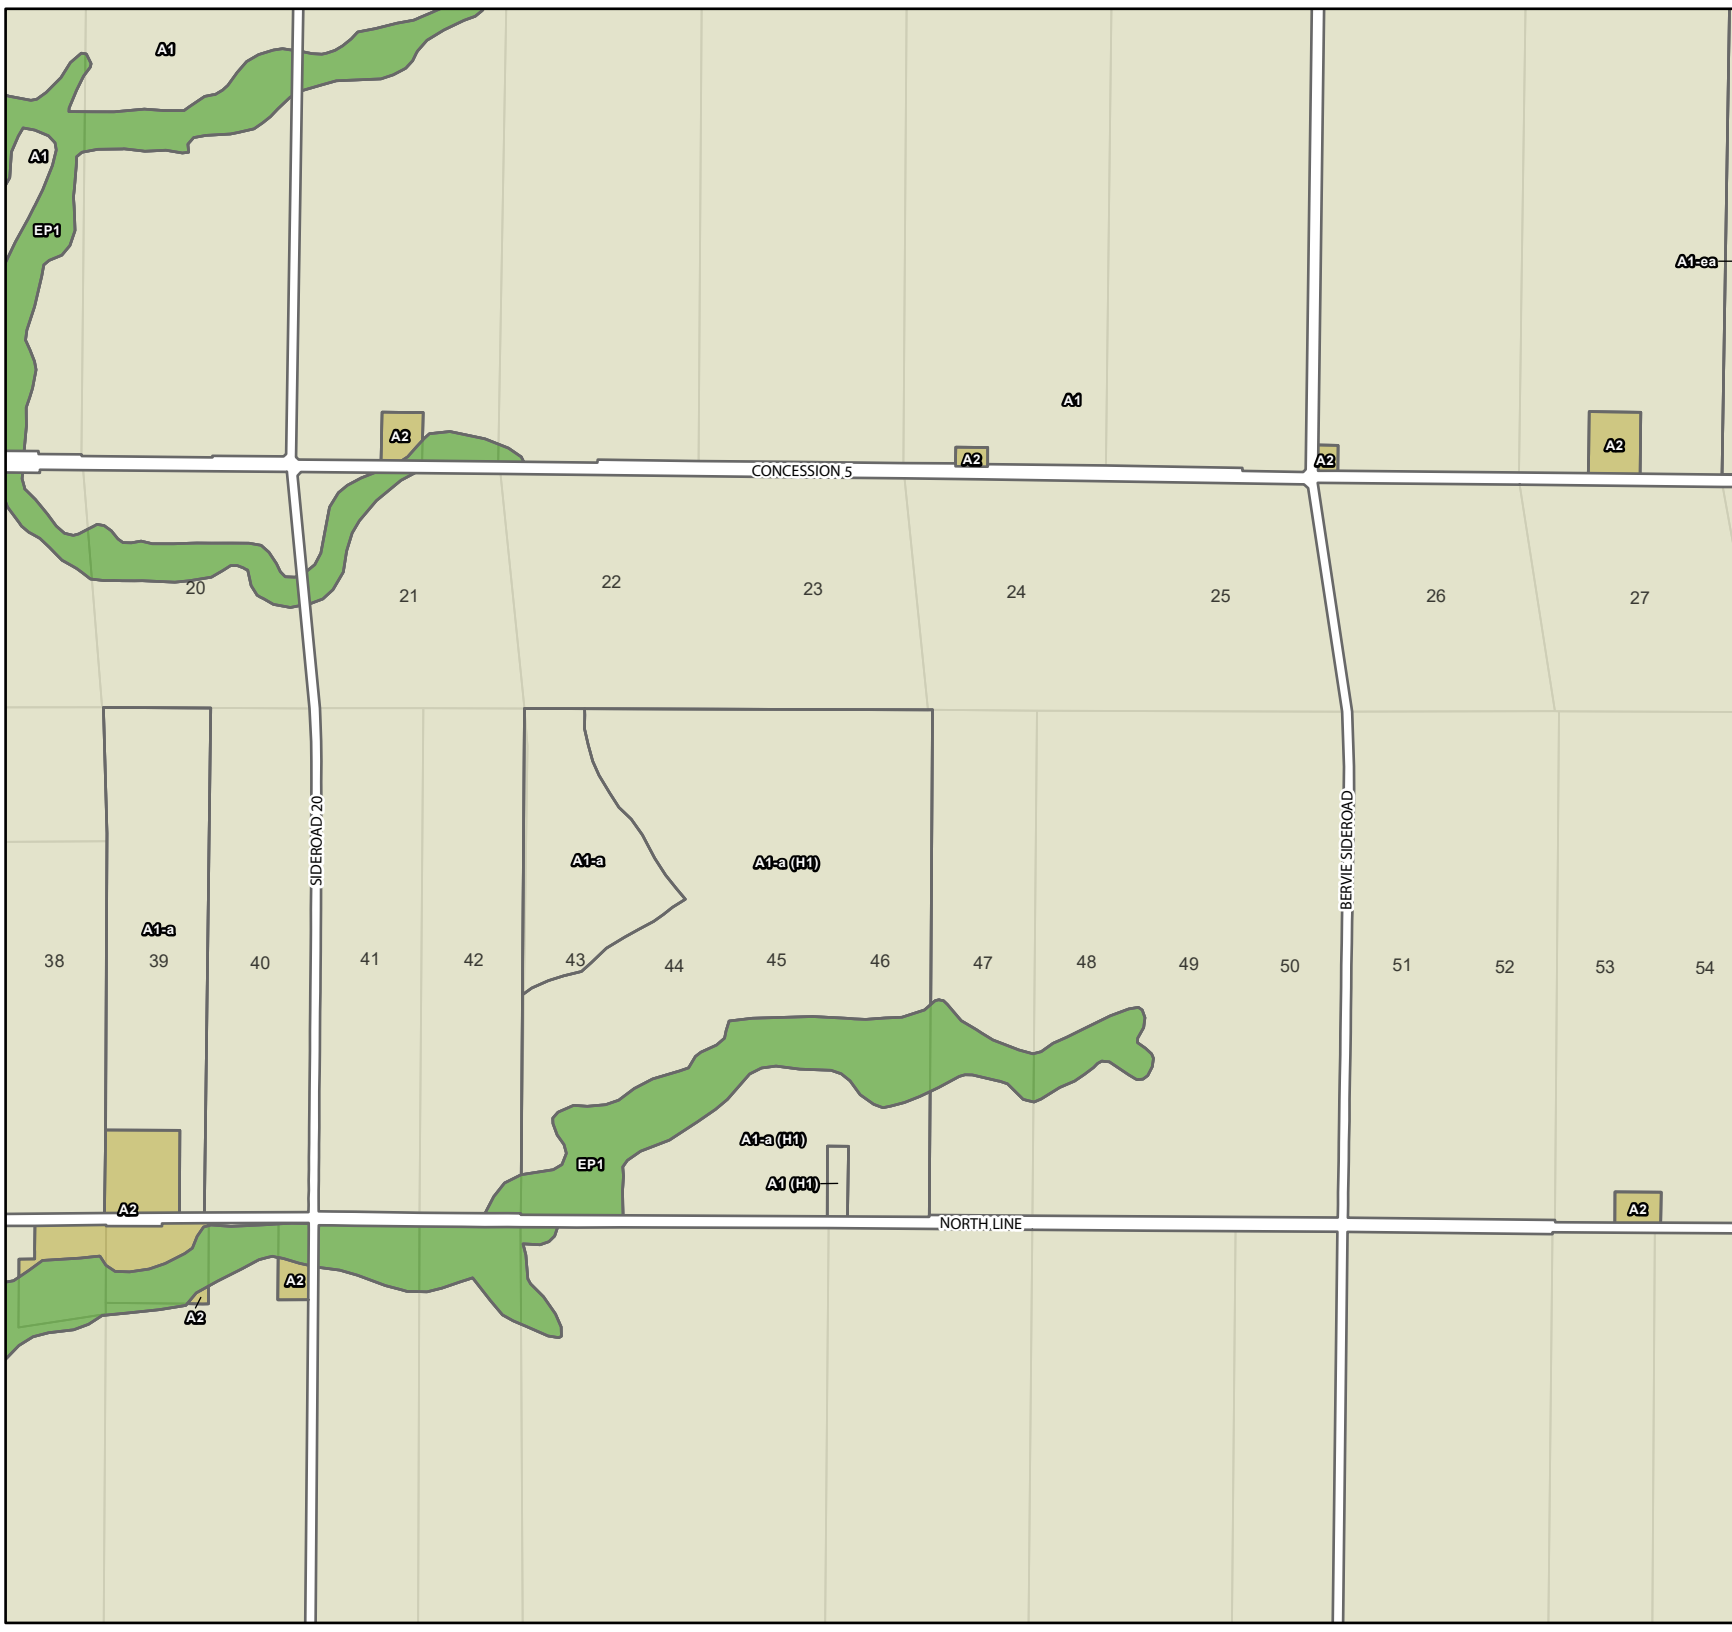 A1
A1
EP1
A1-ea
A1
A2
A2
A2
A2
CONCESSION 5
20
21
22
23
24
25
26
27
SIDEROAD 20
BERVIE SIDEROAD
A1-a
A1-a (H1)
A1-a
38
39
40
41
42
43
44
45
46
47
48
49
50
51
52
53
54
A1-a (H1)
EP1
A1 (H1)
A2
A2
NORTH LINE
A2
A2